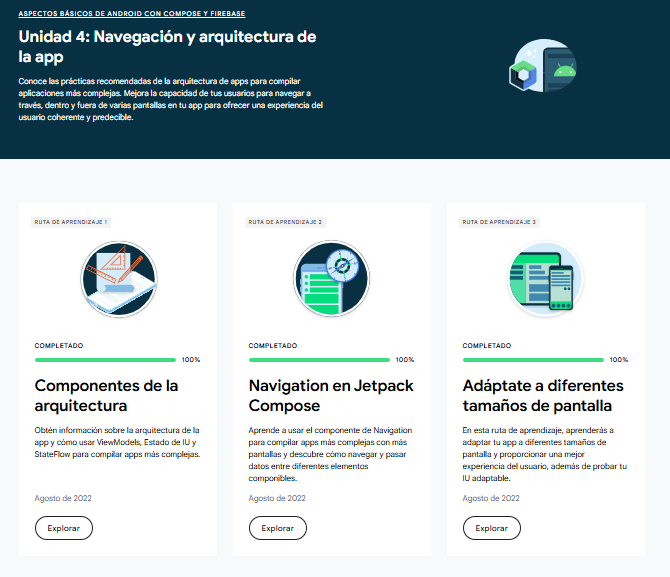 ASPECTOS BÁSICOS DE ANDROID CON COMPOSE Y FIREBASE
Unidad 4: Navegación y arquitectura de
la app
Conoce las prácticas recomendadas de la arquitectura de apps para compilar
aplicaciones más complejas. Mejora la capacidad de tus usuarios para navegar a
través, dentro y fuera de varias pantallas en tu app para ofrecer una experiencia del
usuario coherente y predecible.
RUTA DE APRENDIZAJE 1
COMPLETADO
100%
Componentes de la
arquitectura
Obtén información sobre la arquitectura de la
app y cómo usar ViewModels, Estado de IU y
StateFlow para compilar apps más complejas.
Agosto de 2022
Explorar
RUTA DE APRENDIZAJE 2
COMPLETADO
100%
Navigation en Jetpack
Compose
Aprende a usar el componente de Navigation
para compilar apps más complejas con más
pantallas y descubre cómo navegar y pasar
datos entre diferentes elementos
componibles.
Agosto de 2022
Explorar
RUTA DE APRENDIZAJE 3
COMPLETADO
100%
Adáptate a diferentes
tamaños de pantalla
En esta ruta de aprendizaje, aprenderás a
adaptar tu app a diferentes tamaños de
pantalla y proporcionar una mejor
experiencia del usuario, además de probar tu
IU adaptable.
Agosto de 2022
Explorar